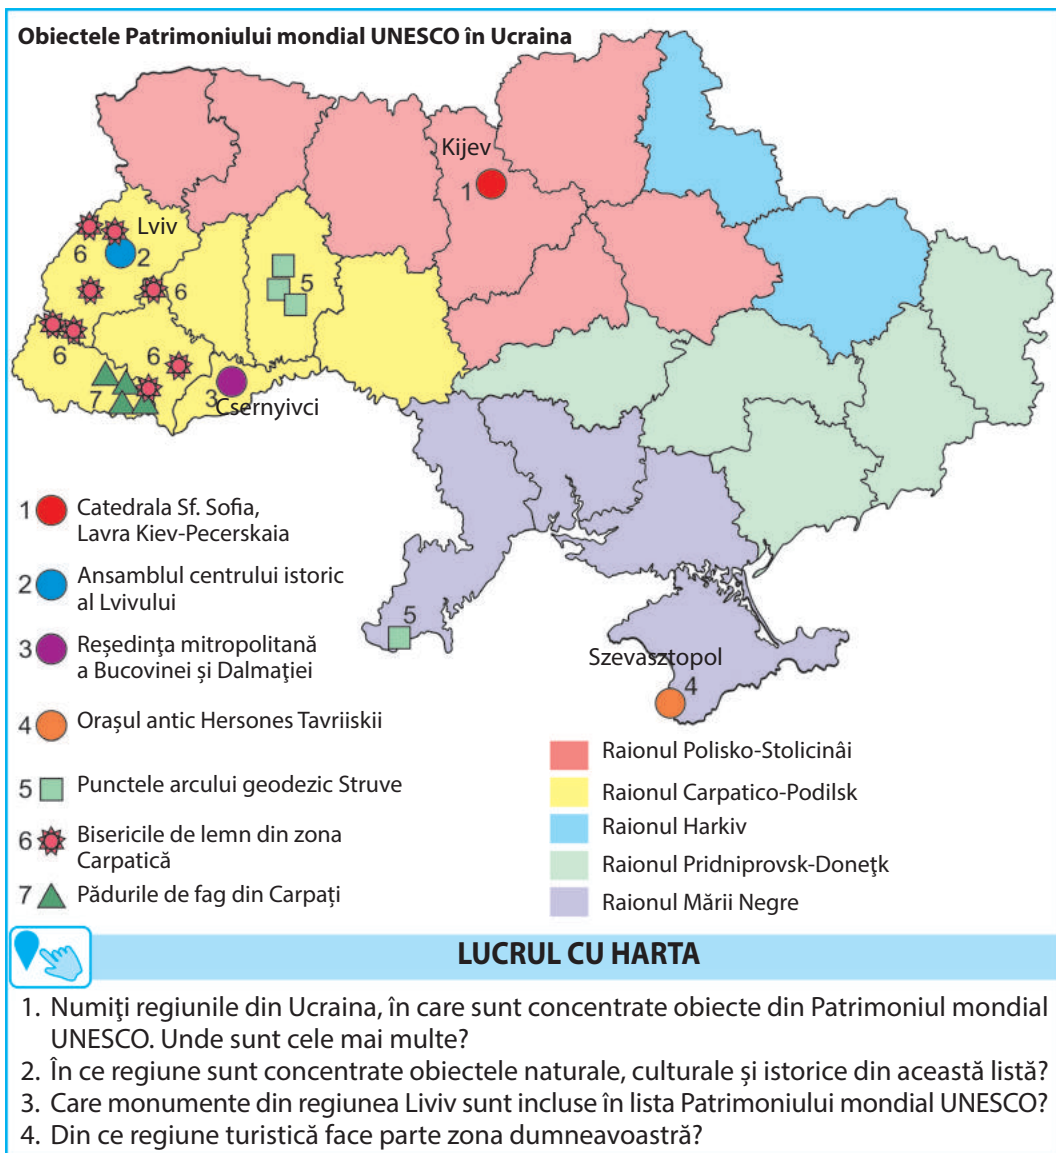 Obiectele Patrimoniului mondial UNESCO în Ucraina
Kijev
1
Lviv
6
2
6
5
6
6
7
3
Csernyivci
5
Szevasztopol
4
1 Catedrala Sf. Sofia,
Lavra Kiev-Pecerskaia
2 Ansamblul centrului istoric
al Lvivului
3 Reşedinţa mitropolitană
a Bucovinei și Dalmaţiei
4 Orașul antic Hersones Tavriiskii
5 Punctele arcului geodezic Struve
6 Bisericile de lemn din zona
Carpatică
7 Pădurile de fag din Carpați
Raionul Polisko-Stolicinâi
Raionul Carpatico-Podilsk
Raionul Harkiv
Raionul Pridniprovsk-Doneţk
Raionul Mării Negre
LUCRUL CU HARTA
1. Numiţi regiunile din Ucraina, în care sunt concentrate obiecte din Patrimoniul mondial
UNESCO. Unde sunt cele mai multe?
2. În ce regiune sunt concentrate obiectele naturale, culturale și istorice din această listă?
3. Care monumente din regiunea Liviv sunt incluse în lista Patrimoniului mondial UNESCO?
4. Din ce regiune turistică face parte zona dumneavoastră?